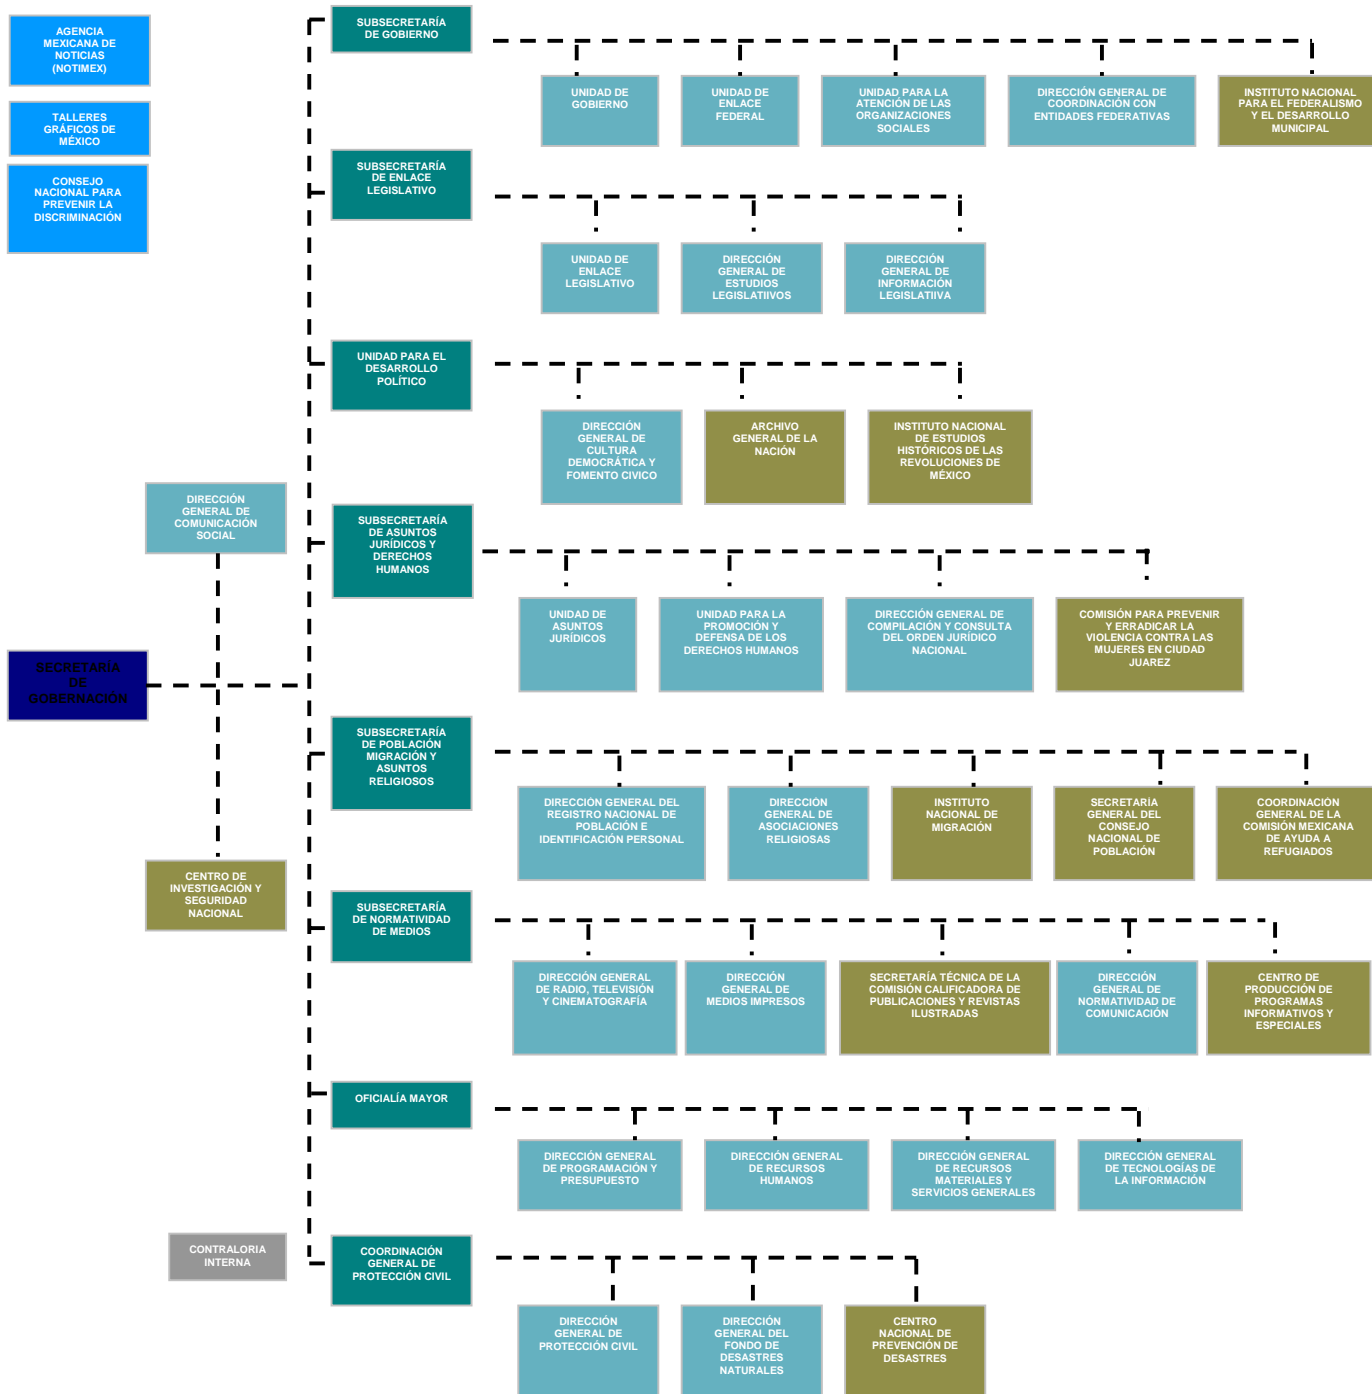 AGENCIA
MEXICANA DE
NOTICIAS
(NOTIMEX)
TALLERES
GRÁFICOS DE
MÉXICO
CONSEJO
NACIONAL PARA
PREVENIR LA
DISCRIMINACIÓN
SUBSECRETARÍA
DE GOBIERNO
UNIDAD DE
GOBIERNO
UNIDAD DE
ENLACE
FEDERAL
UNIDAD PARA LA
ATENCIÓN DE LAS
ORGANIZACIONES
SOCIALES
DIRECCIÓN GENERAL DE
COORDINACIÓN CON
ENTIDADES FEDERATIVAS
INSTITUTO NACIONAL
PARA EL FEDERALISMO
Y EL DESARROLLO
MUNICIPAL
SUBSECRETARÍA
DE ENLACE
LEGISLATIVO
UNIDAD DE
ENLACE
LEGISLATIVO
DIRECCIÓN
GENERAL DE
ESTUDIOS
LEGISLATIIVOS
DIRECCIÓN
GENERAL DE
INFORMACIÓN
LEGISLATIIVA
UNIDAD PARA EL
DESARROLLO
POLÍTICO
DIRECCIÓN
GENERAL DE
CULTURA
DEMOCRÁTICA Y
FOMENTO CIVICO
ARCHIVO
GENERAL DE LA
NACIÓN
INSTITUTO NACIONAL
DE ESTUDIOS
HISTÓRICOS DE LAS
REVOLUCIONES DE
MÉXICO
DIRECCIÓN
GENERAL DE
COMUNICACIÓN
SOCIAL
SUBSECRETARÍA
DE ASUNTOS
JURÍDICOS Y
DERECHOS
HUMANOS
UNIDAD DE
ASUNTOS
JURÍDICOS
UNIDAD PARA LA
PROMOCIÓN Y
DEFENSA DE LOS
DERECHOS HUMANOS
DIRECCIÓN GENERAL DE
COMPILACIÓN Y CONSULTA
DEL ORDEN JURÍDICO
NACIONAL
COMISIÓN PARA PREVENIR
Y ERRADICAR LA
VIOLENCIA CONTRA LAS
MUJERES EN CIUDAD
JUAREZ
SECRETARÍA
DE
GOBERNACIÓN
SUBSECRETARÍA
DE POBLACIÓN
MIGRACIÓN Y
ASUNTOS
RELIGIOSOS
DIRECCIÓN GENERAL DEL
REGISTRO NACIONAL DE
POBLACIÓN E
IDENTIFICACIÓN PERSONAL
DIRECCIÓN
GENERAL DE
ASOCIACIONES
RELIGIOSAS
INSTITUTO
NACIONAL DE
MIGRACIÓN
SECRETARÍA
GENERAL DEL
CONSEJO
NACIONAL DE
POBLACIÓN
COORDINACIÓN
GENERAL DE LA
COMISIÓN MEXICANA
DE AYUDA A
REFUGIADOS
CENTRO DE
INVESTIGACIÓN Y
SEGURIDAD
NACIONAL
SUBSECRETARÍA
DE NORMATIVIDAD
DE MEDIOS
DIRECCIÓN GENERAL
DE RADIO, TELEVISIÓN
Y CINEMATOGRAFÍA
DIRECCIÓN
GENERAL DE
MEDIOS IMPRESOS
SECRETARÍA TÉCNICA DE LA
COMISIÓN CALIFICADORA DE
PUBLICACIONES Y REVISTAS
ILUSTRADAS
DIRECCIÓN
GENERAL DE
NORMATIVIDAD DE
COMUNICACIÓN
CENTRO DE
PRODUCCIÓN DE
PROGRAMAS
INFORMATIVOS Y
ESPECIALES
OFICIALÍA MAYOR
DIRECCIÓN GENERAL
DE PROGRAMACIÓN Y
PRESUPUESTO
DIRECCIÓN GENERAL
DE RECURSOS
HUMANOS
DIRECCIÓN GENERAL
DE RECURSOS
MATERIALES Y
SERVICIOS GENERALES
DIRECCIÓN GENERAL
DE TECNOLOGÍAS DE
LA INFORMACIÓN
CONTRALORIA
INTERNA
COORDINACIÓN
GENERAL DE
PROTECCIÓN CIVIL
DIRECCIÓN
GENERAL DE
PROTECCIÓN CIVIL
DIRECCIÓN
GENERAL DEL
FONDO DE
DESASTRES
NATURALES
CENTRO
NACIONAL DE
PREVENCIÓN DE
DESASTRES